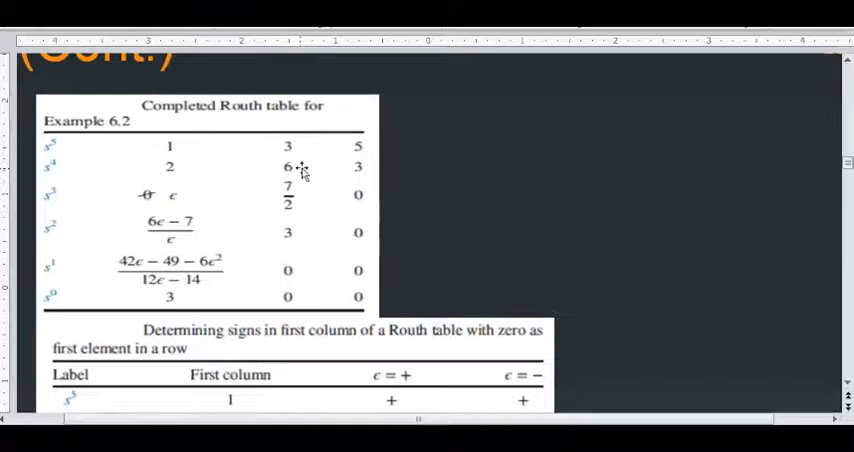 (Cont.)
Completed Routh table for
Example 6.2
s⁵ 1 3 5
s⁴ 2 6 3
s³ 0 ϵ 7/2 0
s² (6ϵ − 7)/ϵ 3 0
s¹ (42ϵ − 49 − 6ϵ²)/(12ϵ − 14) 0 0
s⁰ 3 0 0
Determining signs in first column of a Routh table with zero as
first element in a row
Label First column ϵ = + ϵ = −
s⁵ 1 + +